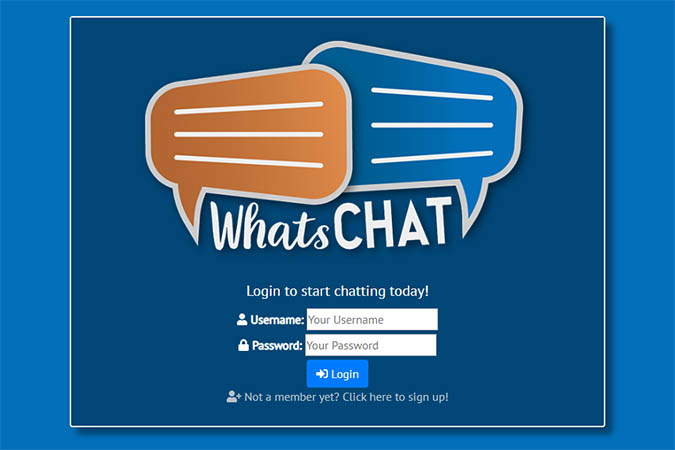 WhatsCHAT
Login to start chatting today!
Username: Your Username
Password: Your Password
Login
Not a member yet? Click here to sign up!